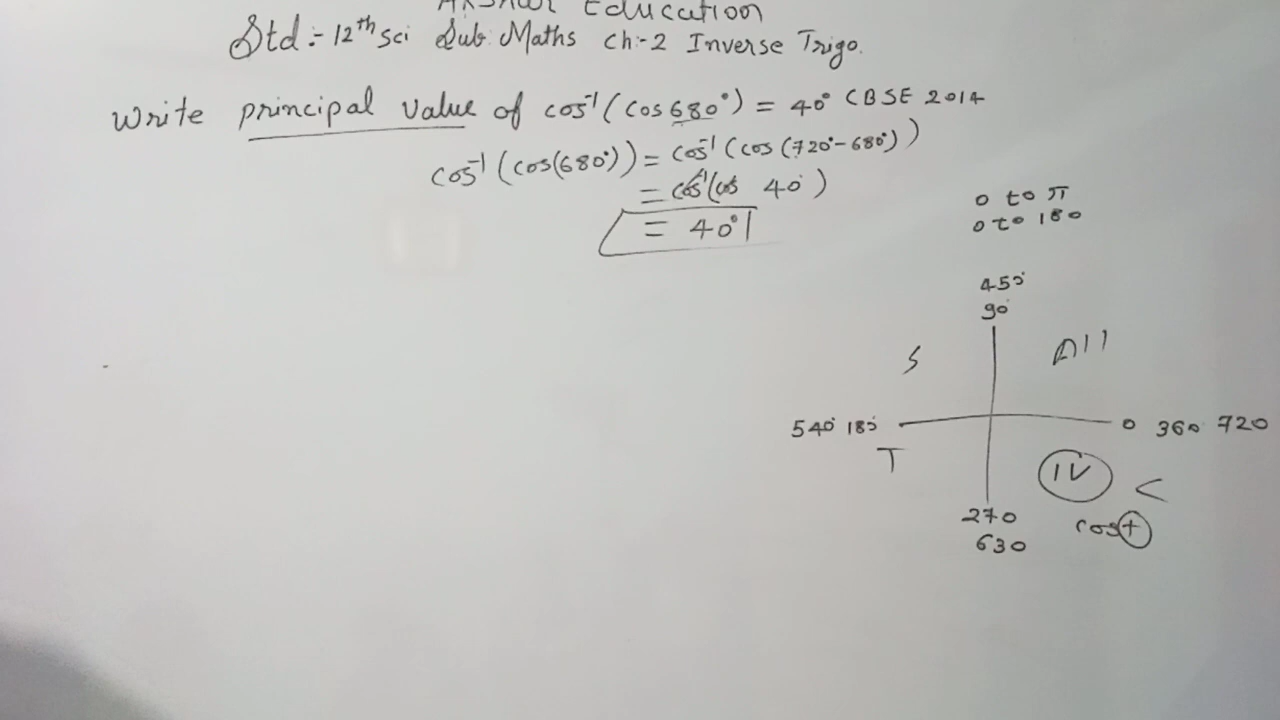 Education
Std :- 12th Sci Sub: Maths Ch:-2 Inverse Trigo.
Write principal value of cos⁻¹(cos680°) = 40° CBSE 2014
cos⁻¹(cos(680°)) = cos⁻¹(cos(720°-680°))
= cos⁻¹(cos 40°)
= 40°
0 to π
0 to 180
450°
90°
S All
540° 180° 0 360 720
T IV C
270 cos +
630